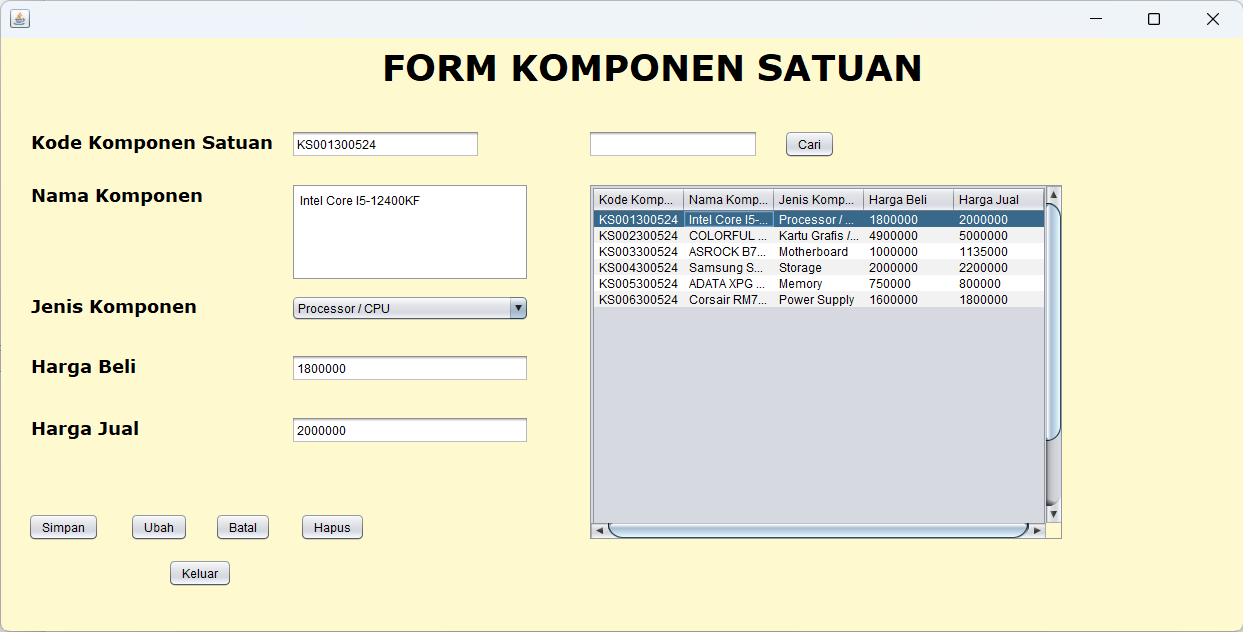 FORM KOMPONEN SATUAN
Kode Komponen Satuan KS001300524 Cari
Nama Komponen Intel Core I5-12400KF
Jenis Komponen Processor / CPU
Harga Beli 1800000
Harga Jual 2000000
Simpan Ubah Batal Hapus
Keluar
Kode Komp... Nama Komp... Jenis Komp... Harga Beli Harga Jual
KS001300524 Intel Core I5-... Processor / ... 1800000 2000000
KS002300524 COLORFUL ... Kartu Grafis /... 4900000 5000000
KS003300524 ASROCK B7... Motherboard 1000000 1135000
KS004300524 Samsung S... Storage 2000000 2200000
KS005300524 ADATA XPG ... Memory 750000 800000
KS006300524 Corsair RM7... Power Supply 1600000 1800000